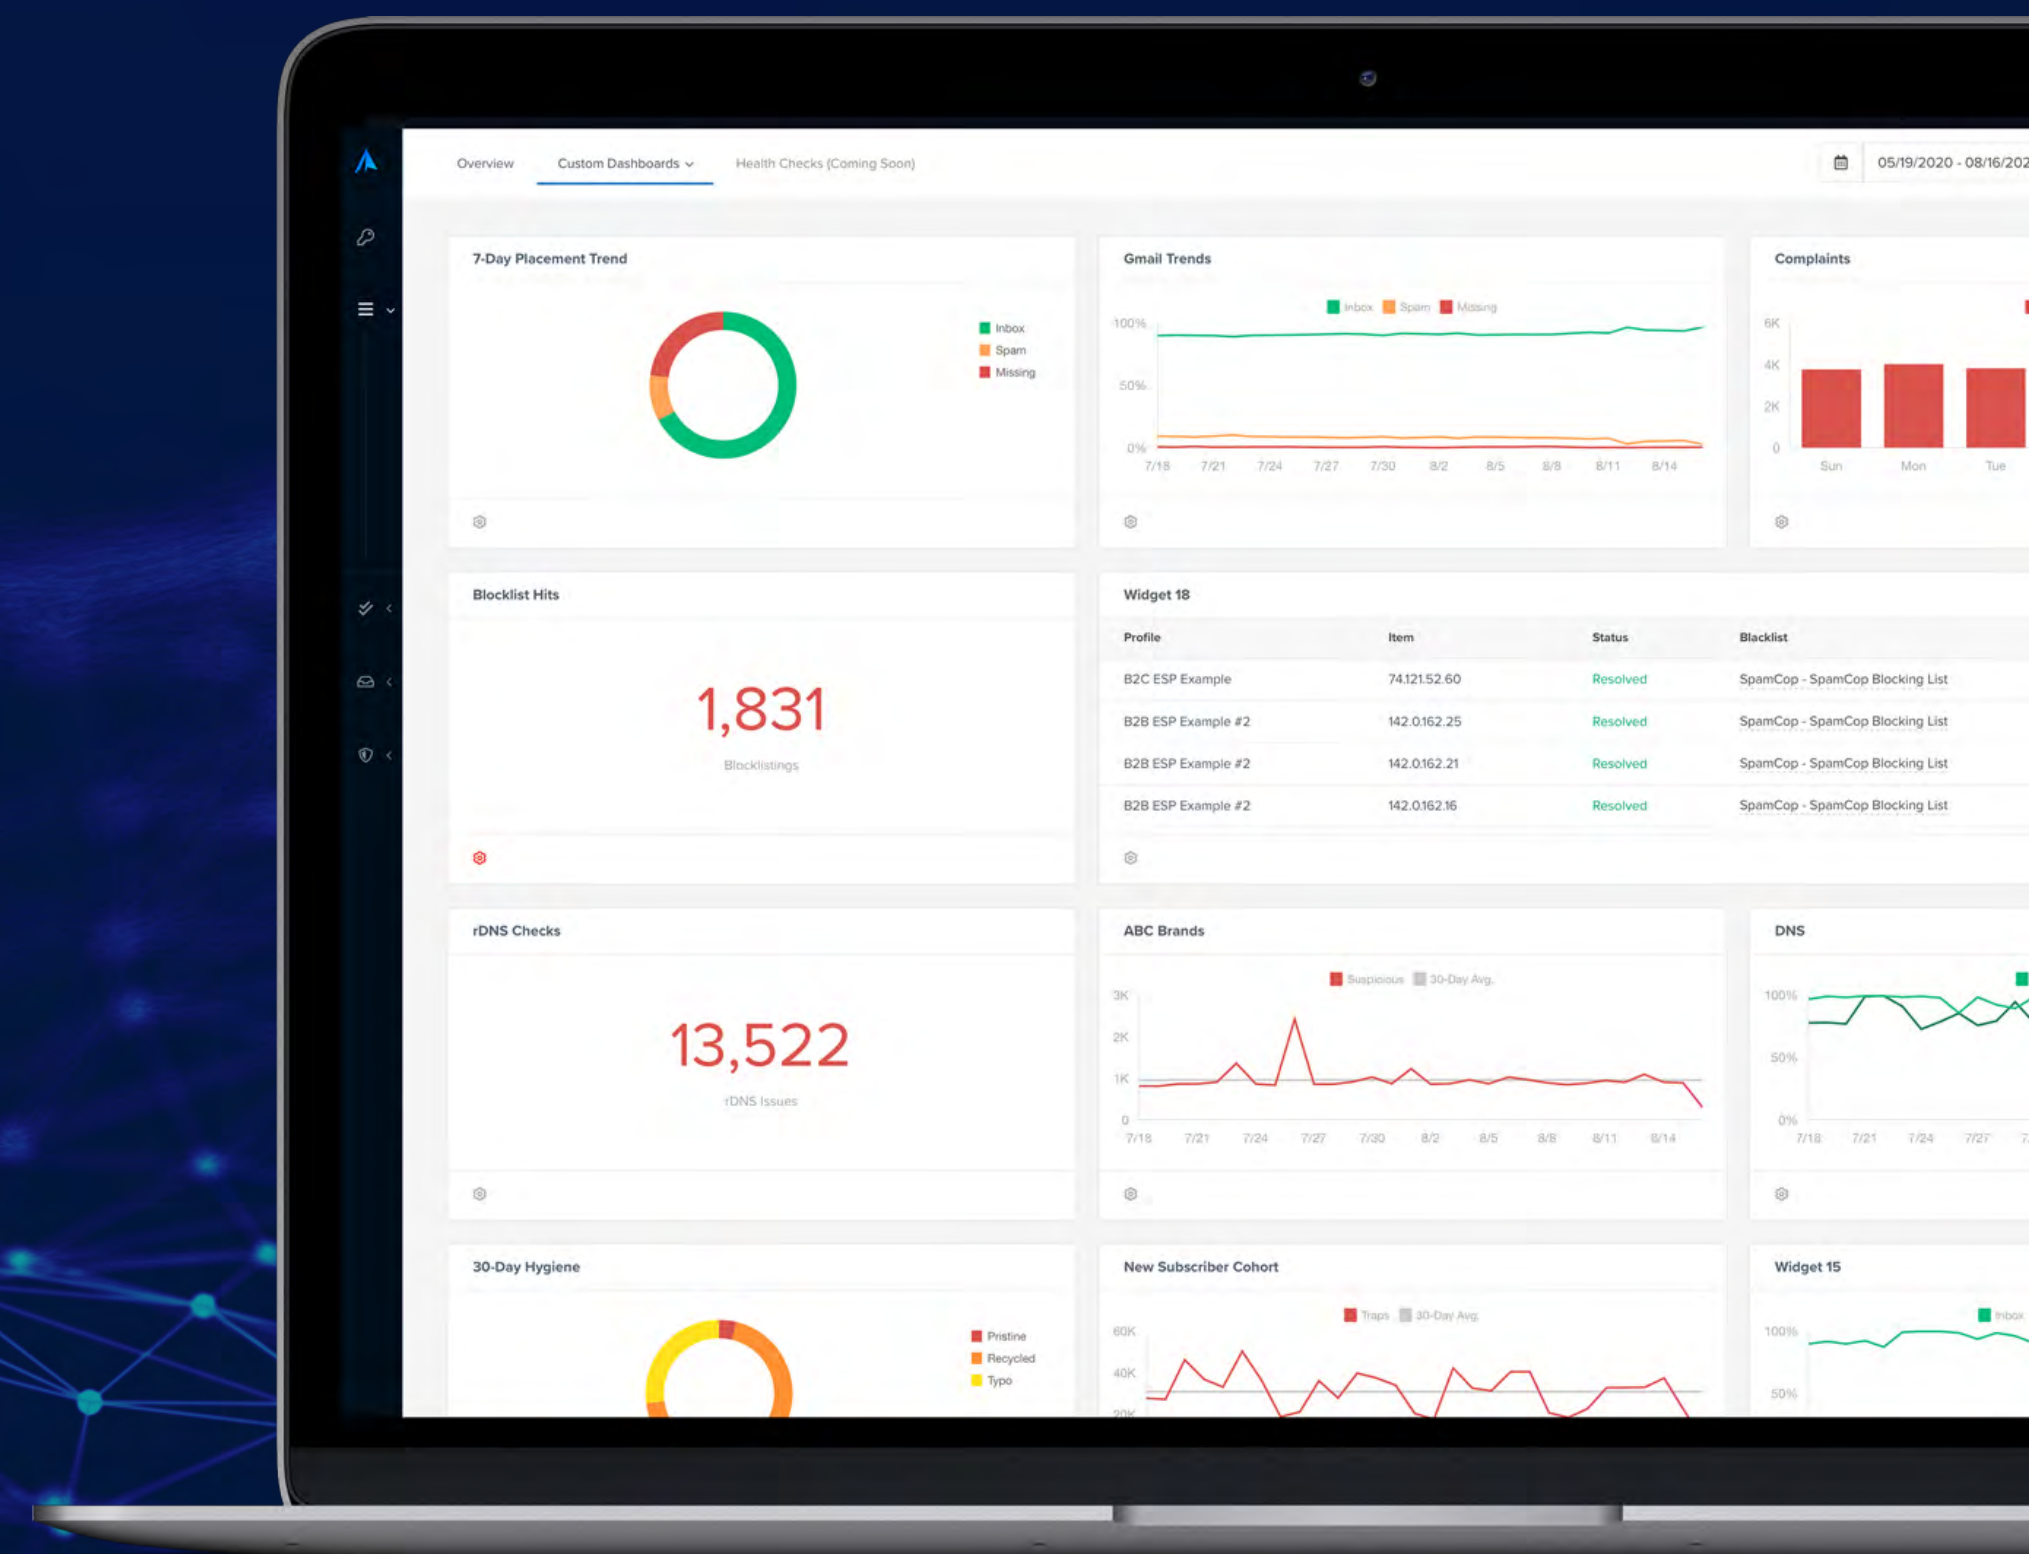 Overview Custom Dashboards Health Checks (Coming Soon) 05/19/2020 - 08/16/202
7-Day Placement Trend
Inbox
Spam
Missing
Gmail Trends
Inbox Spam Missing
100%
50%
0%
7/18 7/21 7/24 7/27 7/30 8/2 8/5 8/8 8/11 8/14
Complaints
6K
4K
2K
0
Sun Mon Tue
Blocklist Hits
1,831
Blocklistings
Widget 18
Profile Item Status Blacklist
B2C ESP Example 74.121.52.60 Resolved SpamCop - SpamCop Blocking List
B2B ESP Example #2 142.0.162.25 Resolved SpamCop - SpamCop Blocking List
B2B ESP Example #2 142.0.162.21 Resolved SpamCop - SpamCop Blocking List
B2B ESP Example #2 142.0.162.16 Resolved SpamCop - SpamCop Blocking List
rDNS Checks
13,522
rDNS Issues
ABC Brands
Suspicious 30-Day Avg.
3K
2K
1K
0
7/18 7/21 7/24 7/27 7/30 8/2 8/5 8/8 8/11 8/14
DNS
100%
50%
0%
7/18 7/21 7/24 7/27
30-Day Hygiene
Pristine
Recycled
Typo
New Subscriber Cohort
Traps 30-Day Avg.
60K
40K
20K
Widget 15
Inbox
100%
50%